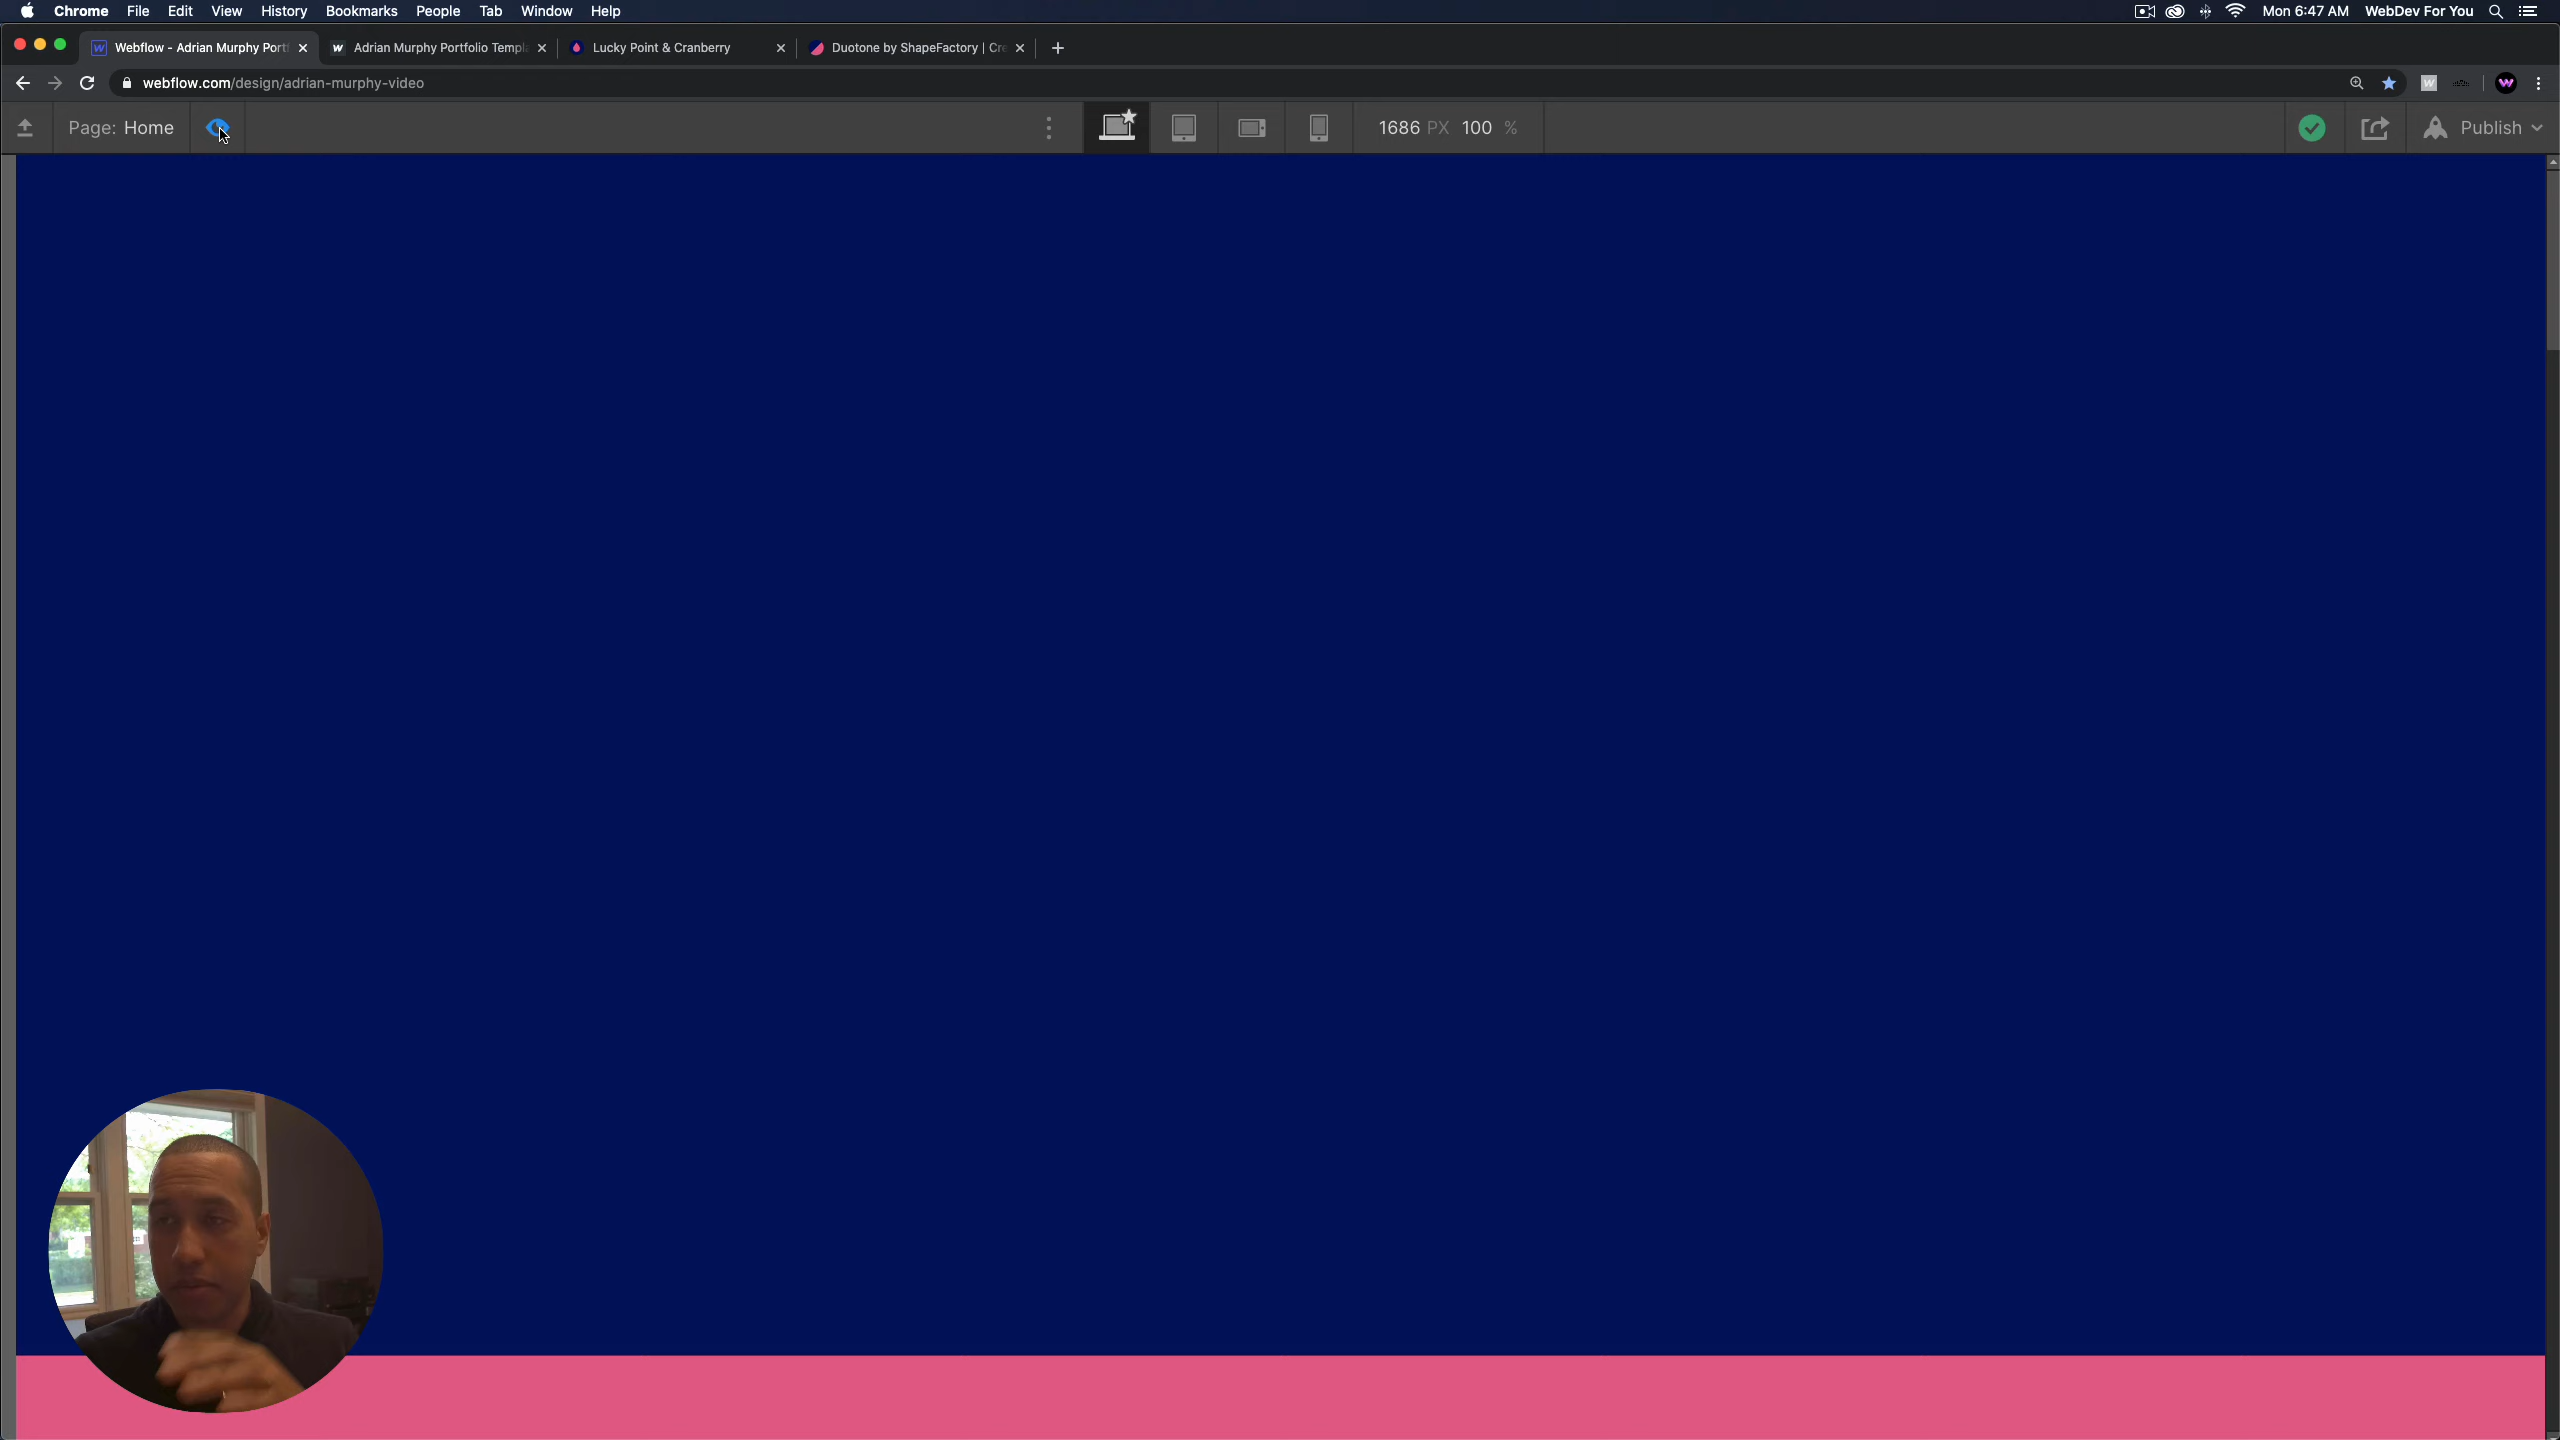 Chrome File Edit View History Bookmarks People Tab Window Help Mon 6:47 AM WebDev For You
Webflow - Adrian Murphy Portf Adrian Murphy Portfolio Templ Lucky Point & Cranberry Duotone by ShapeFactory | Cre
webflow.com/design/adrian-murphy-video
Page: Home 1686 PX 100 % Publish